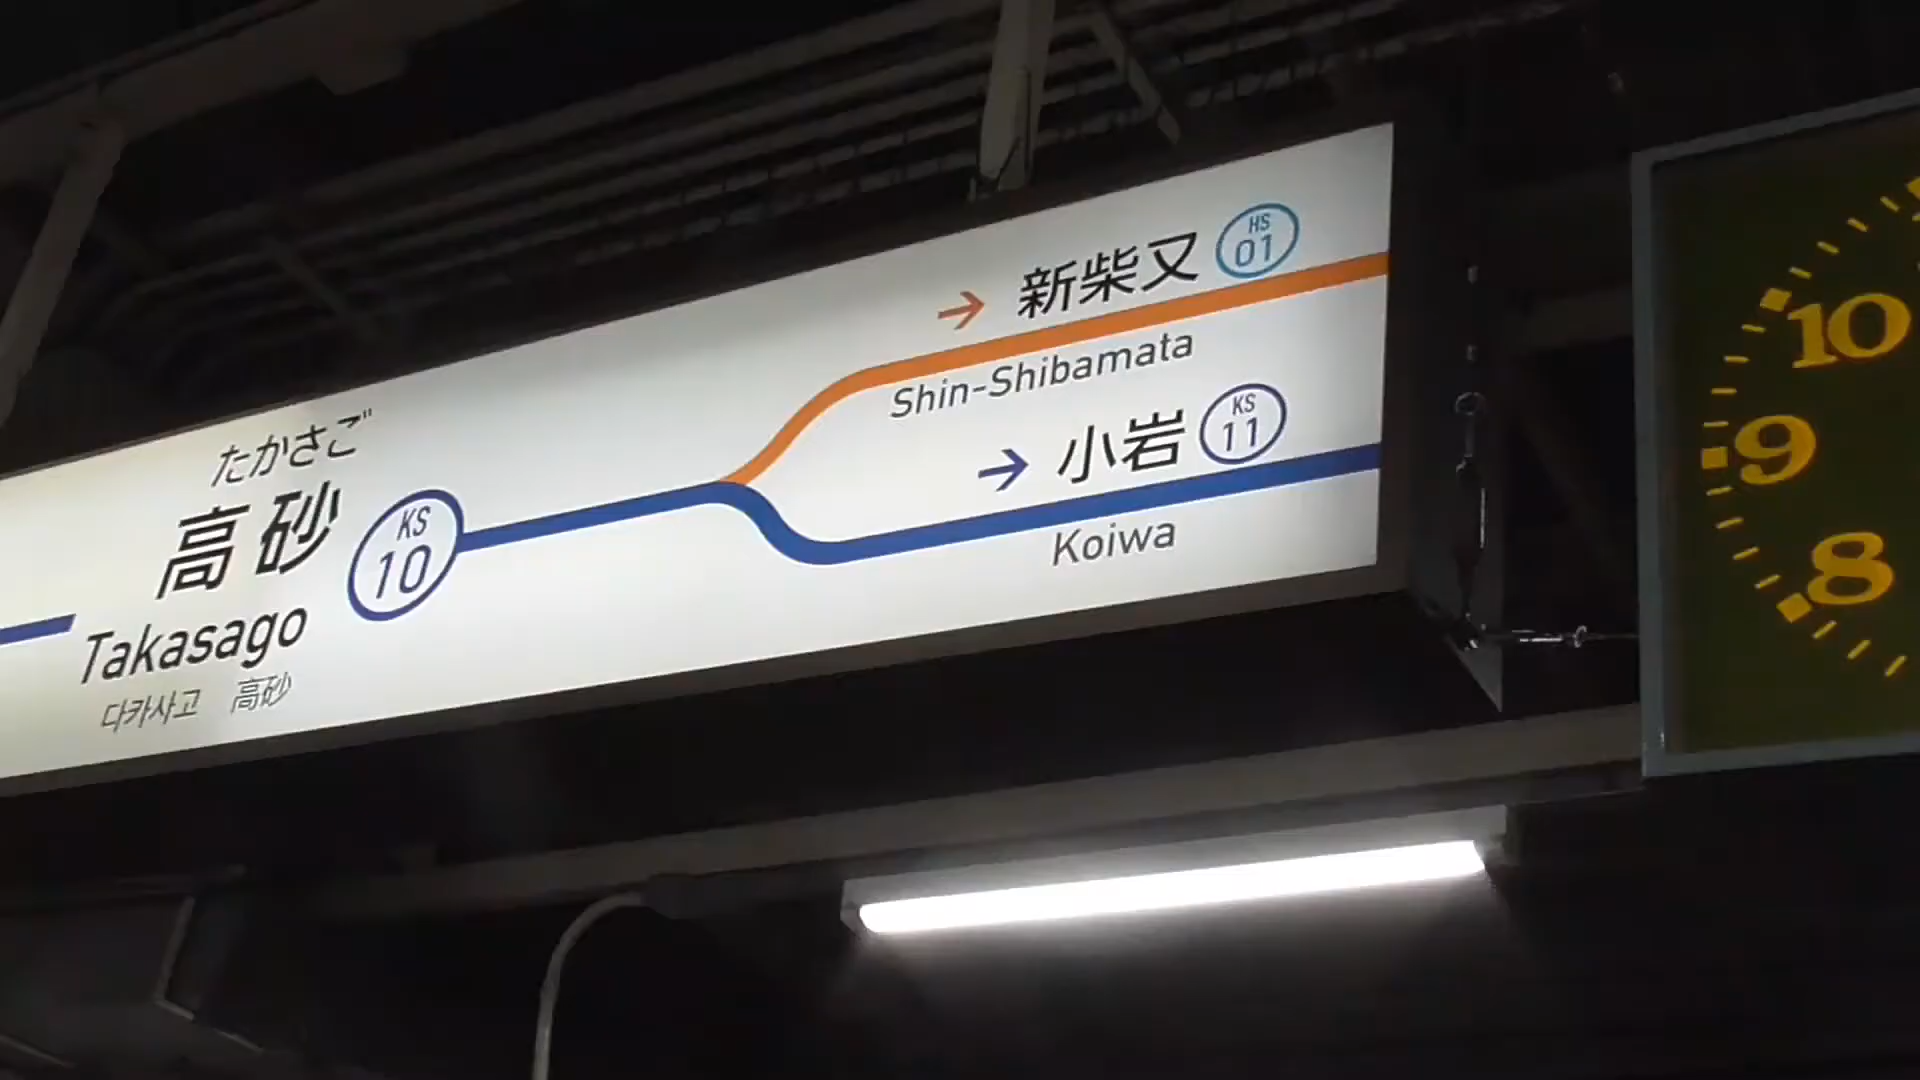 たかさご
高砂
KS
10
Takasago
다카사고 高砂
→ 新柴又
HS
01
Shin-Shibamata
→ 小岩
KS
11
Koiwa
10
9
8